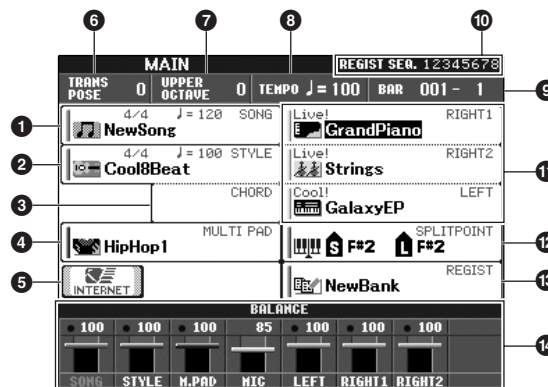 6 7 8 10
MAIN REGIST SEQ. 12345678
TRANS POSE 0 UPPER OCTAVE 0 TEMPO ♩= 100 BAR 001 - 1 9
1 4/4 ♩= 120 SONG Live! RIGHT1
NewSong GrandPiano
2 4/4 ♩= 100 STYLE Live! RIGHT2 11
Cool8Beat Strings
3 CHORD Cool! LEFT
GalaxyEP
4 MULTI PAD SPLITPOINT 12
HipHop1 S F#2 L F#2
5 INTERNET REGIST 13
NewBank
BALANCE
100 100 100 85 100 100 100 14
SONG STYLE M.PAD MIC LEFT RIGHT1 RIGHT2